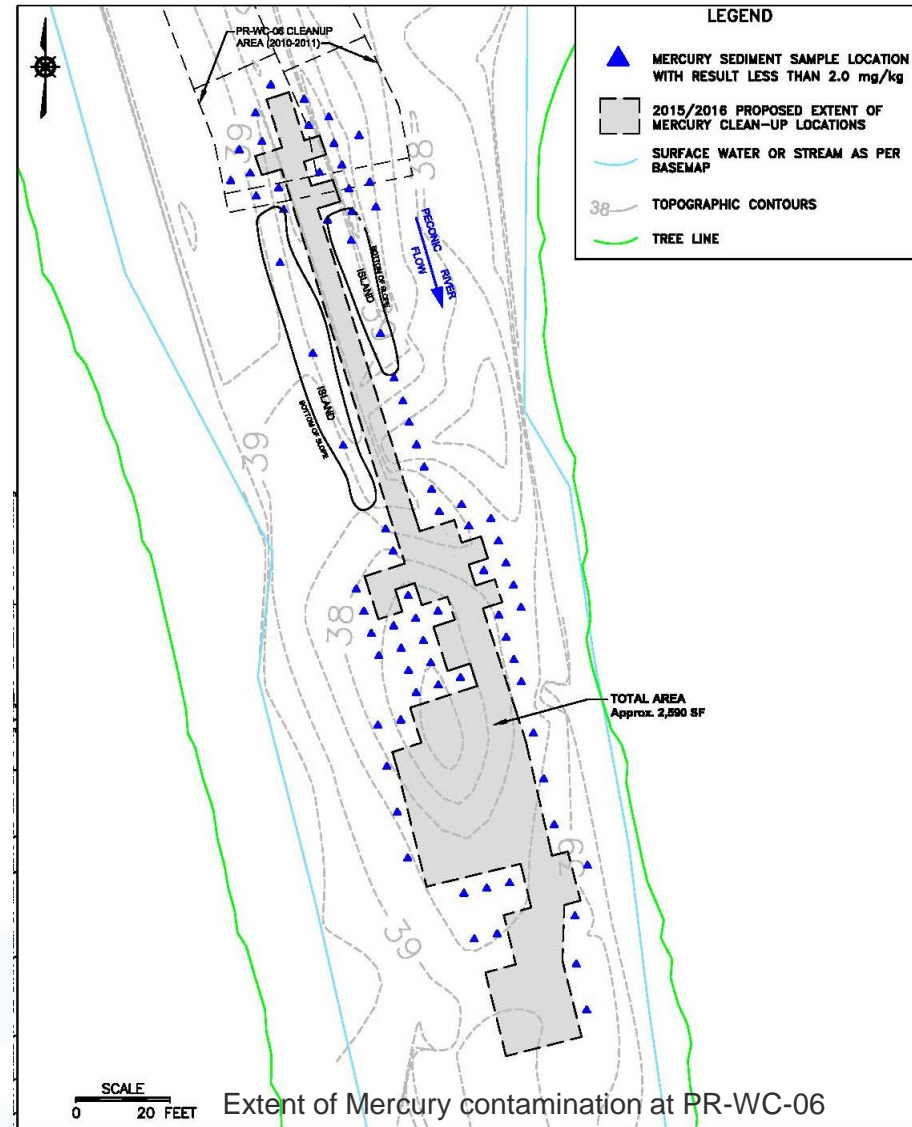 PR-WC-06 CLEANUP
AREA (2010-2011)
LEGEND
MERCURY SEDIMENT SAMPLE LOCATION
WITH RESULT LESS THAN 2.0 mg/kg
2015/2016 PROPOSED EXTENT OF
MERCURY CLEAN-UP LOCATIONS
SURFACE WATER OR STREAM AS PER
BASEMAP
38
TOPOGRAPHIC CONTOURS
TREE LINE
39
38
PECONIC RIVER
FLOW
BOTTOM OF SLOPE
ISLAND
ISLAND
BOTTOM OF SLOPE
39
38
TOTAL AREA
Approx. 2,590 SF
39
39
SCALE
0 20 FEET
Extent of Mercury contamination at PR-WC-06